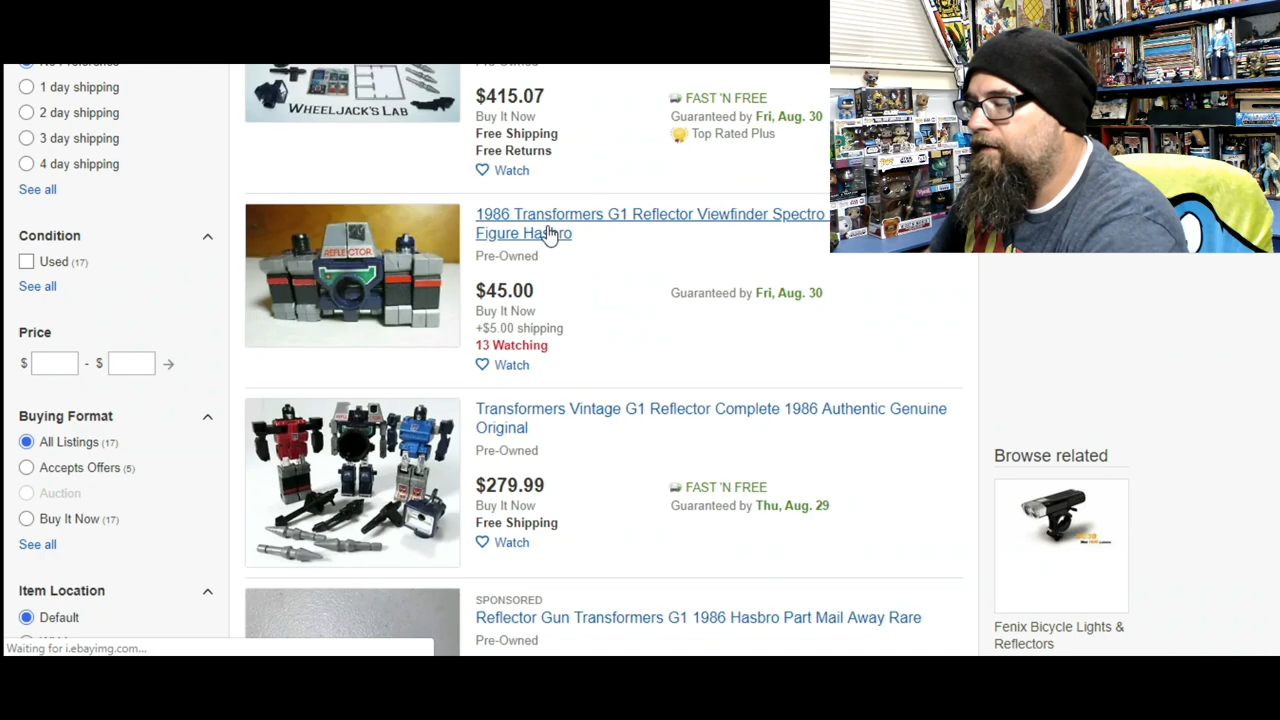 1 day shipping
2 day shipping
3 day shipping
4 day shipping
See all
Condition
Used (17)
See all
Price
$ - $
Buying Format
All Listings (17)
Accepts Offers (5)
Auction
Buy It Now (17)
See all
Item Location
Default
Waiting for i.ebayimg.com...
WHEELJACK'S LAB
$415.07
Buy It Now
Free Shipping
Free Returns
Watch
FAST 'N FREE
Guaranteed by Fri, Aug. 30
Top Rated Plus
REFLECTOR
1986 Transformers G1 Reflector Viewfinder Spectro
Figure Hasbro
Pre-Owned
$45.00
Buy It Now
+$5.00 shipping
13 Watching
Watch
Guaranteed by Fri, Aug. 30
Transformers Vintage G1 Reflector Complete 1986 Authentic Genuine
Original
Pre-Owned
$279.99
Buy It Now
Free Shipping
Watch
FAST 'N FREE
Guaranteed by Thu, Aug. 29
SPONSORED
Reflector Gun Transformers G1 1986 Hasbro Part Mail Away Rare
Pre-Owned
Browse related
Fenix Bicycle Lights &
Reflectors